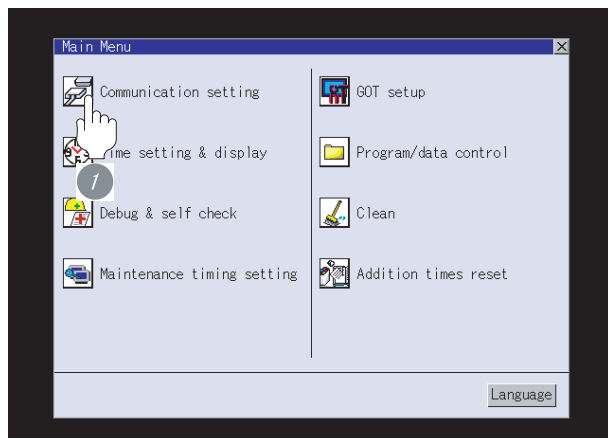 Main Menu
Communication setting
Time setting & display
1
Debug & self check
Maintenance timing setting
GOT setup
Program/data control
Clean
Addition times reset
Language